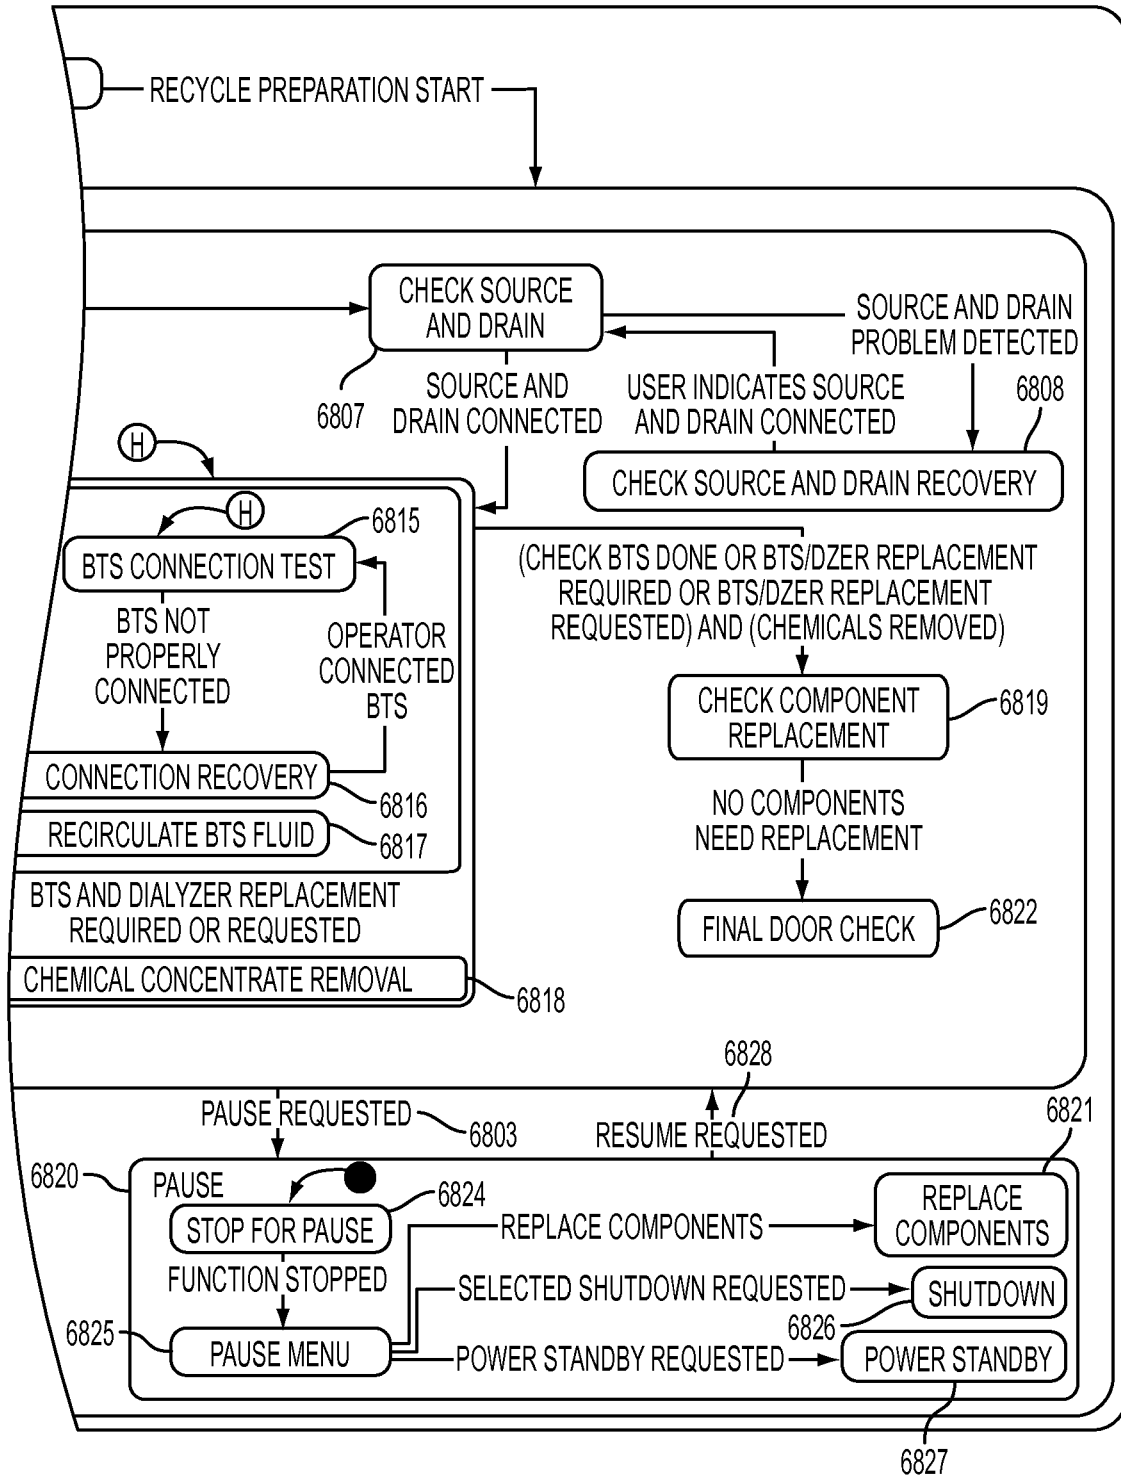 RECYCLE PREPARATION START
CHECK SOURCE
AND DRAIN
6807
SOURCE AND DRAIN
PROBLEM DETECTED
SOURCE AND
DRAIN CONNECTED
USER INDICATES SOURCE
AND DRAIN CONNECTED
6808
CHECK SOURCE AND DRAIN RECOVERY
H
H
6815
BTS CONNECTION TEST
BTS NOT
PROPERLY
CONNECTED
OPERATOR
CONNECTED
BTS
CONNECTION RECOVERY
6816
RECIRCULATE BTS FLUID
6817
BTS AND DIALYZER REPLACEMENT
REQUIRED OR REQUESTED
CHEMICAL CONCENTRATE REMOVAL
6818
(CHECK BTS DONE OR BTS/DZER REPLACEMENT
REQUIRED OR BTS/DZER REPLACEMENT
REQUESTED) AND (CHEMICALS REMOVED)
CHECK COMPONENT
REPLACEMENT
6819
NO COMPONENTS
NEED REPLACEMENT
FINAL DOOR CHECK
6822
PAUSE REQUESTED
6803
6828
RESUME REQUESTED
6820
PAUSE
STOP FOR PAUSE
6824
FUNCTION STOPPED
6825
PAUSE MENU
REPLACE COMPONENTS
6821
REPLACE
COMPONENTS
SELECTED SHUTDOWN REQUESTED
SHUTDOWN
6826
POWER STANDBY REQUESTED
POWER STANDBY
6827